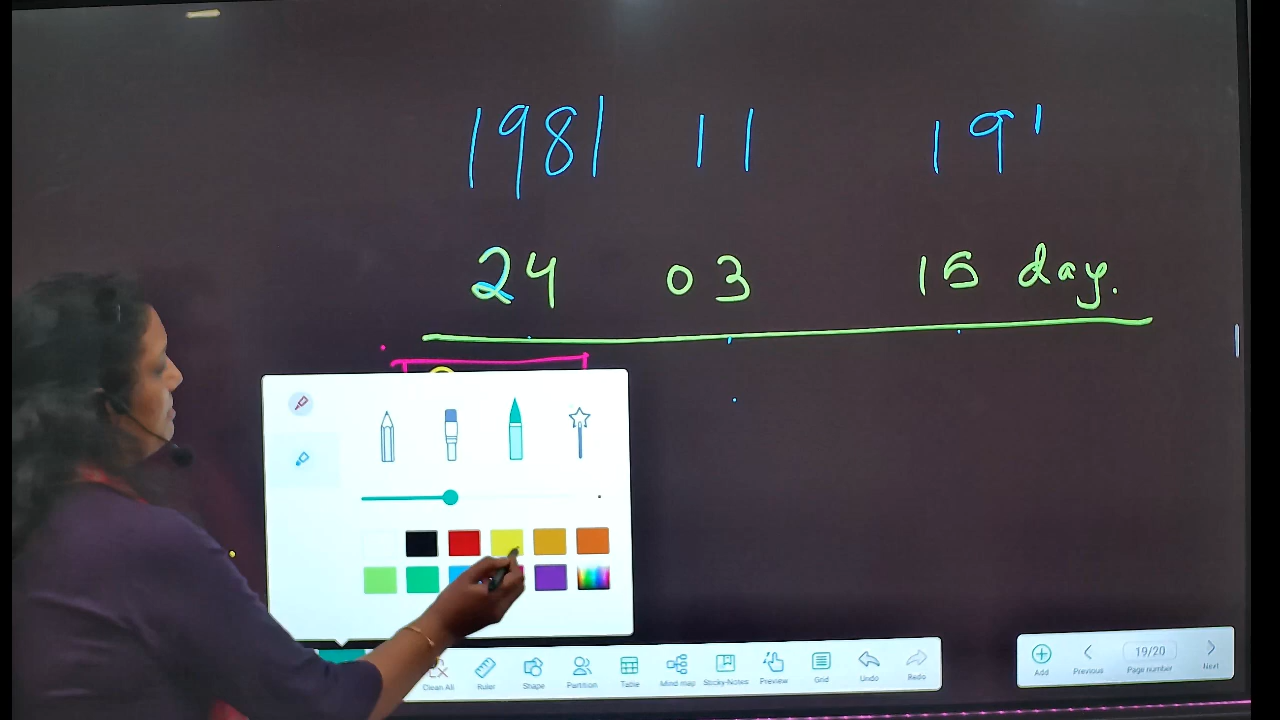 1981 11 19'
24 03 15 day.
Clean All Ruler Shape Partition Table Mind map Sticky-Notes Preview Grid Undo Redo
Add Previous 19/20 Page number Next